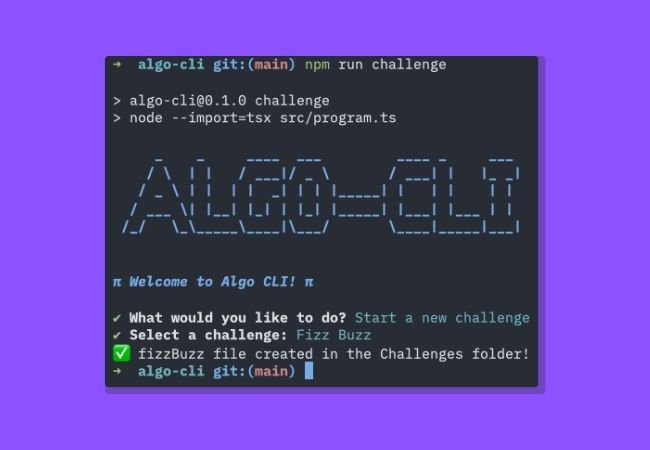 ➜ algo-cli git:(main) npm run challenge
> algo-cli@0.1.0 challenge
> node --import=tsx src/program.ts
ALGO-CLI
π Welcome to Algo CLI! π
✔ What would you like to do? Start a new challenge
✔ Select a challenge: Fizz Buzz
✅ fizzBuzz file created in the Challenges folder!
➜ algo-cli git:(main)